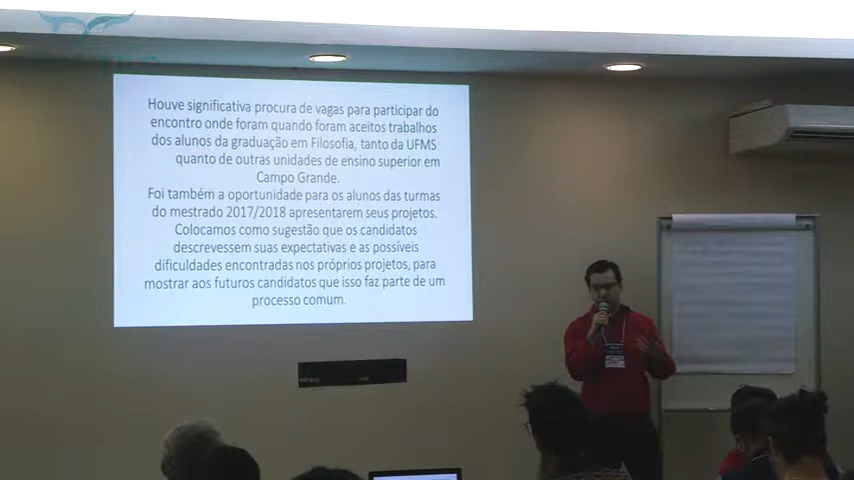 Houve significativa procura de vagas para participar do
encontro onde foram quando foram aceitos trabalhos
dos alunos da graduação em Filosofia, tanto da UFMS
quanto de outras unidades de ensino superior em
Campo Grande.
Foi também a oportunidade para os alunos das turmas
do mestrado 2017/2018 apresentarem seus projetos.
Colocamos como sugestão que os candidatos
descrevessem suas expectativas e as possíveis
dificuldades encontradas nos próprios projetos, para
mostrar aos futuros candidatos que isso faz parte de um
processo comum.